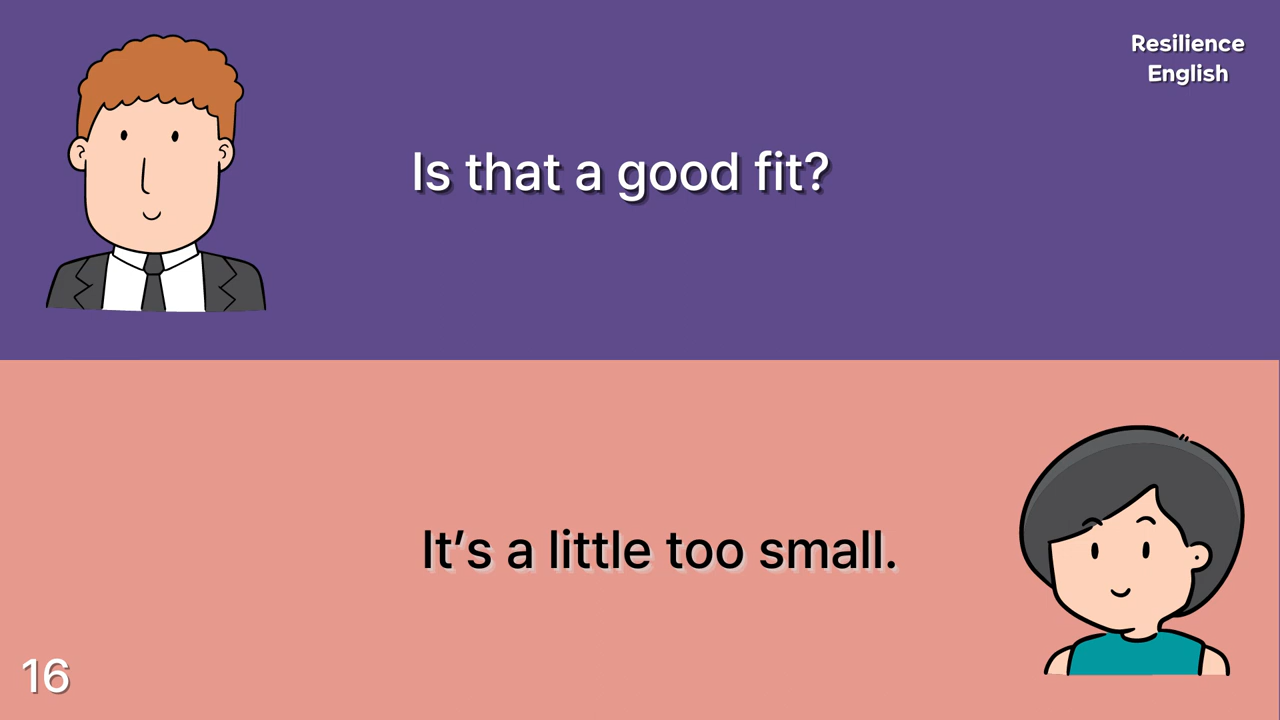 Resilience
English
Is that a good fit?
It’s a little too small.
16